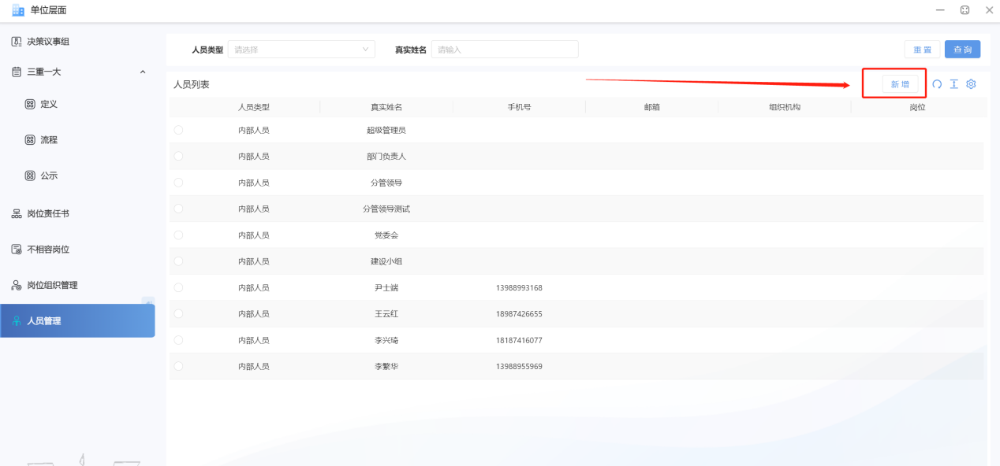 单位层面
决策议事组
三重一大
定义
流程
公示
岗位责任书
不相容岗位
岗位组织管理
人员管理
人员类型 请选择 真实姓名 请输入 重置 查询
人员列表 新增
人员类型 真实姓名 手机号 邮箱 组织机构 岗位
内部人员 超级管理员
内部人员 部门负责人
内部人员 分管领导
内部人员 分管领导测试
内部人员 党委会
内部人员 建设小组
内部人员 尹士端 13988993168
内部人员 王云红 18987426655
内部人员 李兴琦 18187416077
内部人员 李繁华 13988955969